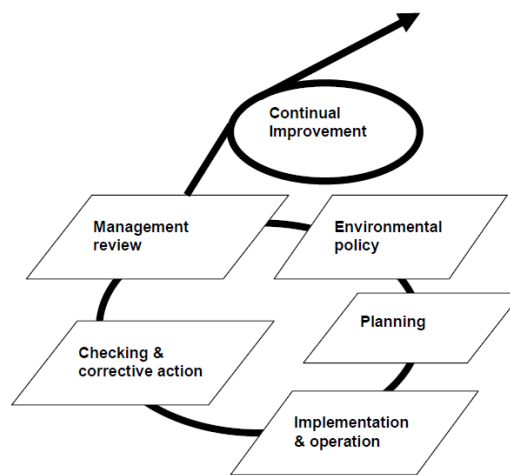 Continual
Improvement
Management
review
Environmental
policy
Planning
Checking &
corrective action
Implementation
& operation